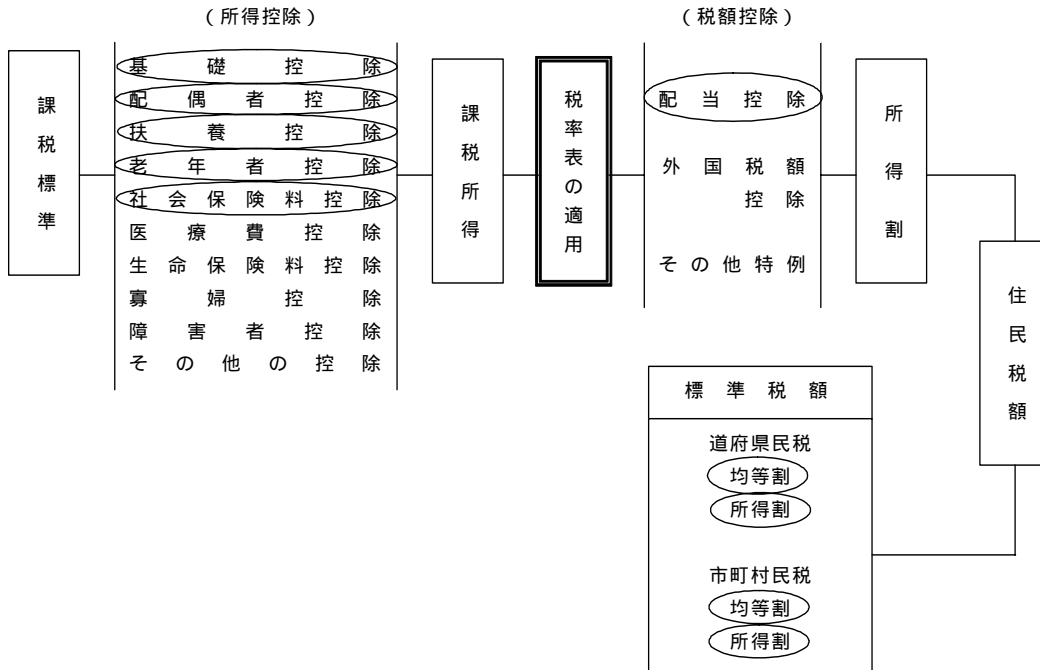 (所得控除)
課税標準
基礎控除
配偶者控除
扶養控除
老年者控除
社会保険料控除
医療費控除
生命保険料控除
寡婦控除
障害者控除
その他の控除
課税所得
税率表の適用
(税額控除)
配当控除
外国税額
控除
その他特例
所得割
住民税額
標準税額
道府県民税
均等割
所得割
市町村民税
均等割
所得割